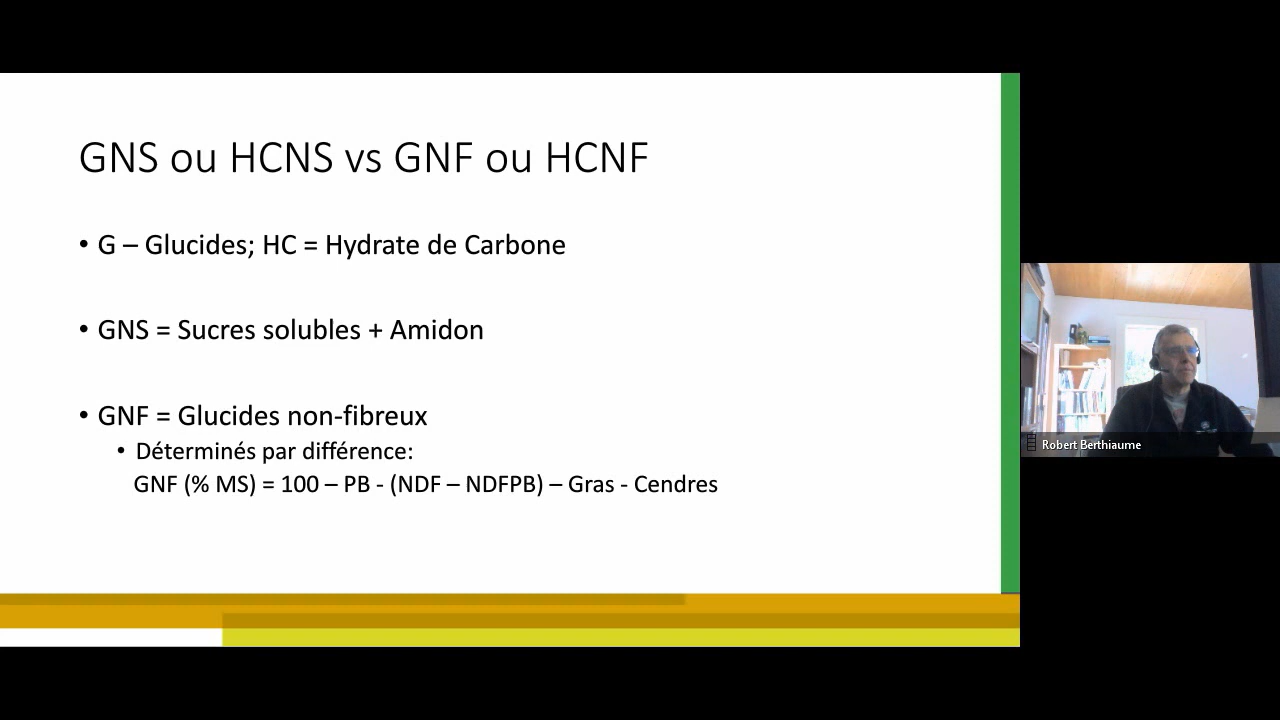 GNS ou HCNS vs GNF ou HCNF
• G – Glucides; HC = Hydrate de Carbone
• GNS = Sucres solubles + Amidon
• GNF = Glucides non-fibreux
• Déterminés par différence:
GNF (% MS) = 100 – PB - (NDF – NDFPB) – Gras - Cendres
Robert Berthiaume